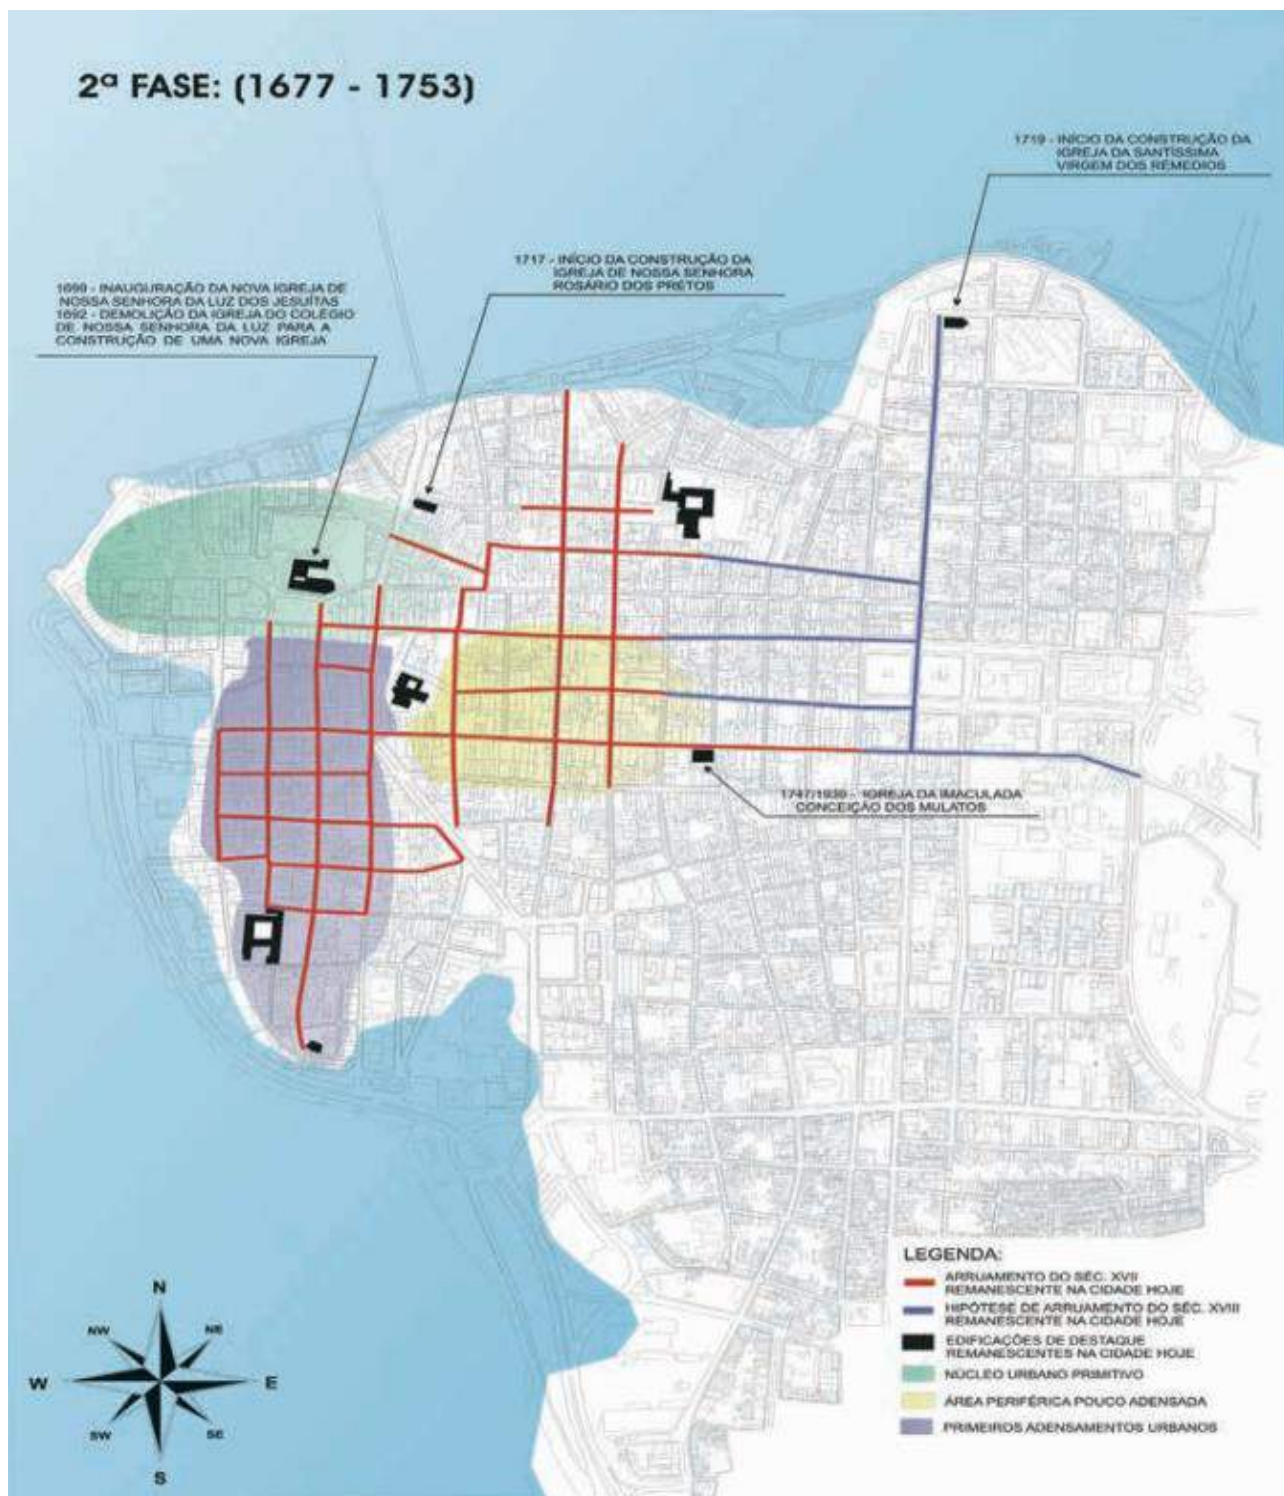 2ª FASE: (1677 - 1753)
1719 - INÍCIO DA CONSTRUÇÃO DA
IGREJA DA SANTÍSSIMA
VIRGEM DOS REMEDIOS
1717 - INÍCIO DA CONSTRUÇÃO DA
IGREJA DE NOSSA SENHORA
ROSÁRIO DOS PRETOS
1699 - INAUGURAÇÃO DA NOVA IGREJA DE
NOSSA SENHORA DA LUZ DOS JESUÍTAS
1692 - DEMOLIÇÃO DA IGREJA DO COLÉGIO
DE NOSSA SENHORA DA LUZ PARA A
CONSTRUÇÃO DE UMA NOVA IGREJA
1747/1939 - IGREJA DA IMACULADA
CONCEIÇÃO DOS MULATOS
LEGENDA:
ARRUAMENTO DO SÉC. XVII
REMANESCENTE NA CIDADE HOJE
HIPÓTESE DE ARRUAMENTO DO SÉC. XVIII
REMANESCENTE NA CIDADE HOJE
EDIFICAÇÕES DE DESTAQUE
REMANESCENTES NA CIDADE HOJE
NÚCLEO URBANO PRIMITIVO
ÁREA PERIFÉRICA POUCO ADENSADA
PRIMEIROS ADENSAMENTOS URBANOS
N
NW
NE
W
E
SW
SE
S